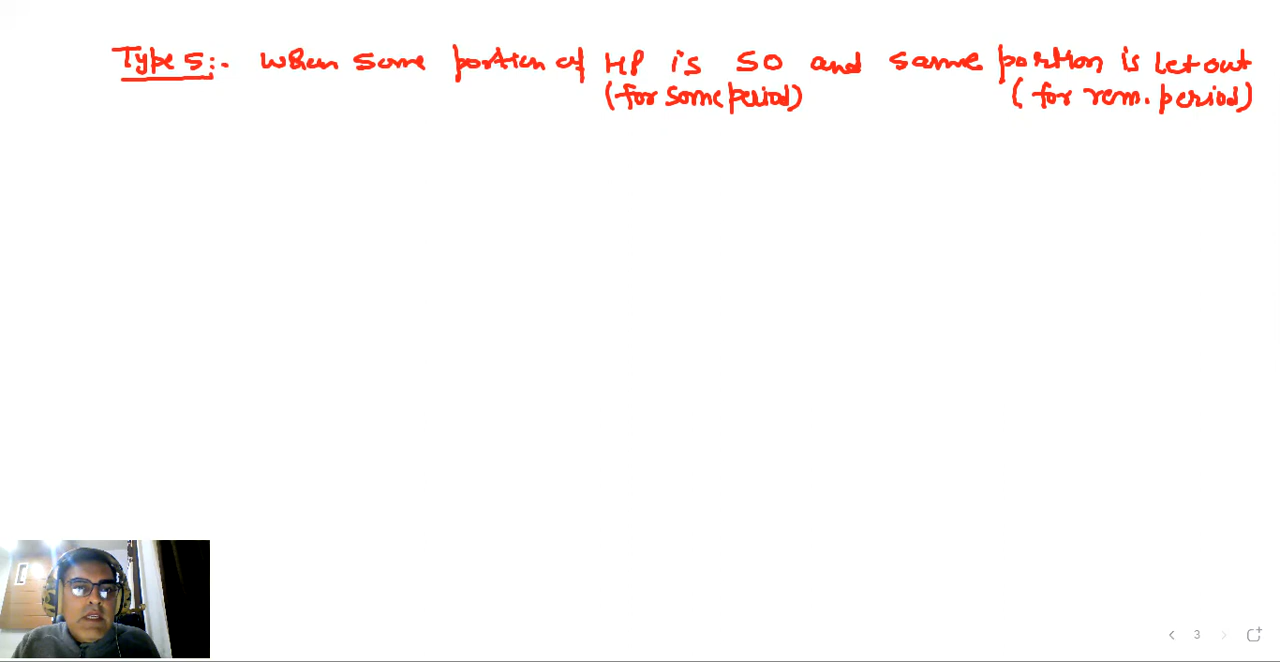 Type 5:- When some portion of HP is SO and same portion is Let out
(for some period) (for rem. period)
3